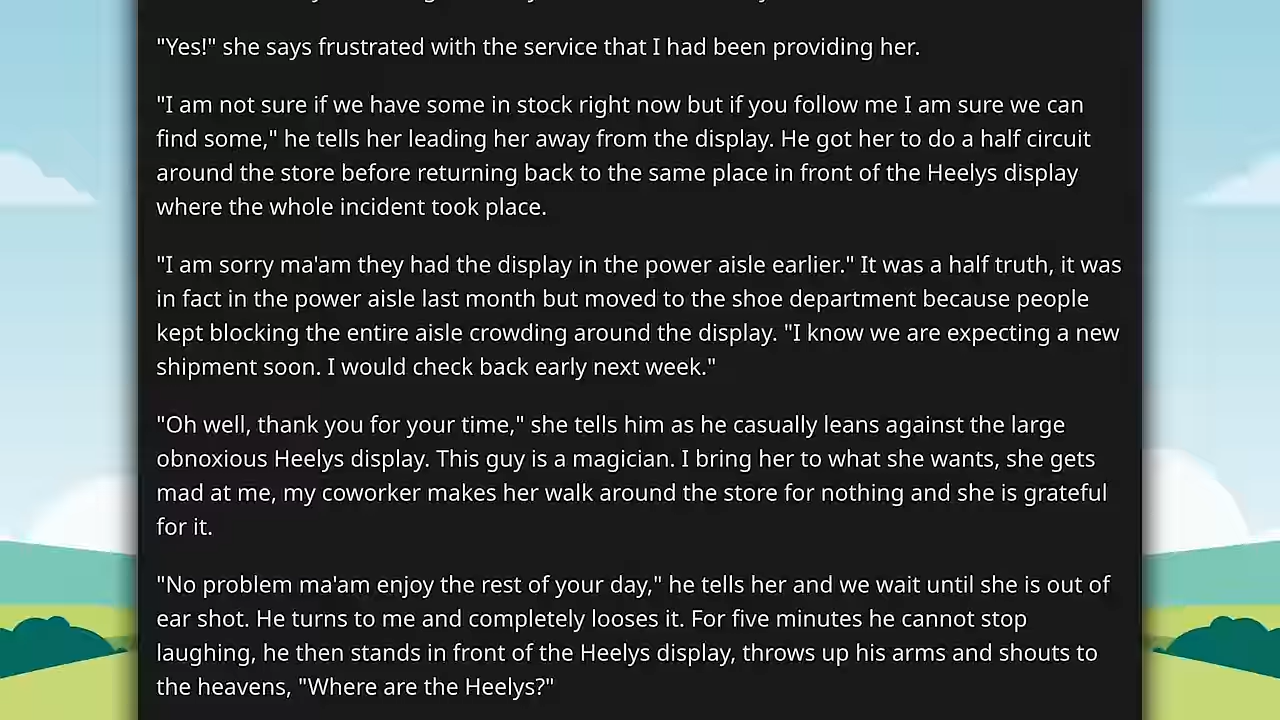 "Yes!" she says frustrated with the service that I had been providing her.
"I am not sure if we have some in stock right now but if you follow me I am sure we can
find some," he tells her leading her away from the display. He got her to do a half circuit
around the store before returning back to the same place in front of the Heelys display
where the whole incident took place.
"I am sorry ma'am they had the display in the power aisle earlier." It was a half truth, it was
in fact in the power aisle last month but moved to the shoe department because people
kept blocking the entire aisle crowding around the display. "I know we are expecting a new
shipment soon. I would check back early next week."
"Oh well, thank you for your time," she tells him as he casually leans against the large
obnoxious Heelys display. This guy is a magician. I bring her to what she wants, she gets
mad at me, my coworker makes her walk around the store for nothing and she is grateful
for it.
"No problem ma'am enjoy the rest of your day," he tells her and we wait until she is out of
ear shot. He turns to me and completely looses it. For five minutes he cannot stop
laughing, he then stands in front of the Heelys display, throws up his arms and shouts to
the heavens, "Where are the Heelys?"